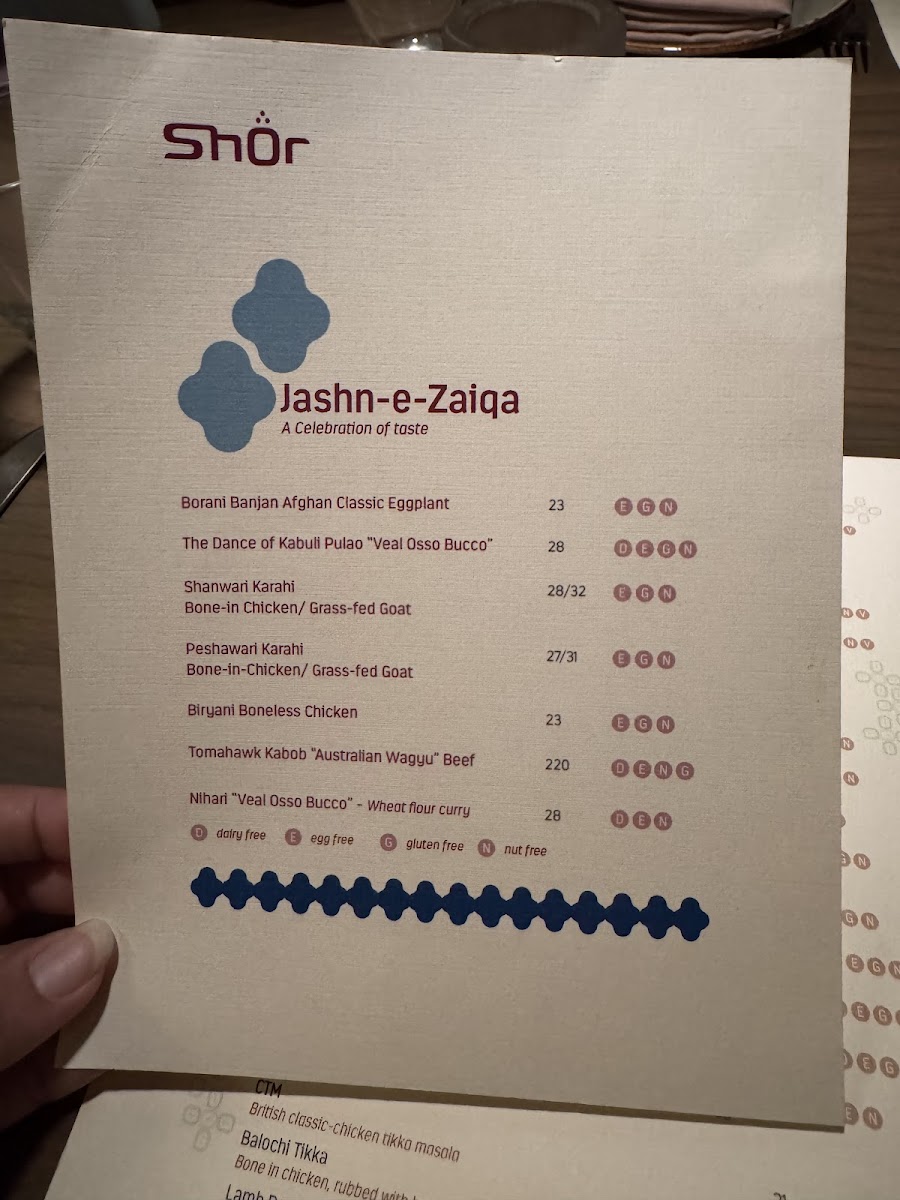 Shör
Jashn-e-Zaiqa
A Celebration of taste
Borani Banjan Afghan Classic Eggplant 23 E G N
The Dance of Kabuli Pulao "Veal Osso Bucco" 28 D E G N
Shanwari Karahi 28/32 E G N
Bone-in Chicken/ Grass-fed Goat
Peshawari Karahi 27/31 E G N
Bone-in-Chicken/ Grass-fed Goat
Biryani Boneless Chicken 23 E G N
Tomahawk Kabob "Australian Wagyu" Beef 220 D E N G
Nihari "Veal Osso Bucco" - Wheat flour curry 28 D E N
D dairy free E egg free G gluten free N nut free
V
N V
N V
N
N
G N
G N
E G N
E G
D E G
E N
CTM
British classic-chicken tikka masala
Balochi Tikka
Bone in chicken, rubbed with
Lamb